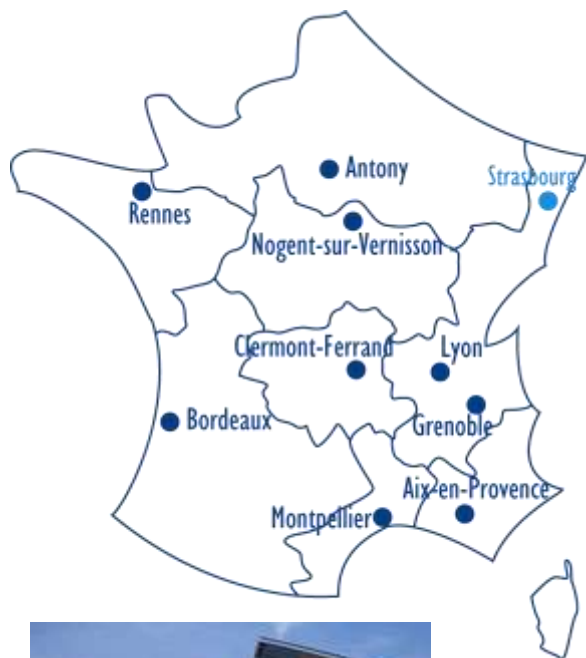 Antony
Strasbourg
Rennes
Nogent-sur-Vernisson
Clermont-Ferrand
Lyon
Bordeaux
Grenoble
Aix-en-Provence
Montpellier